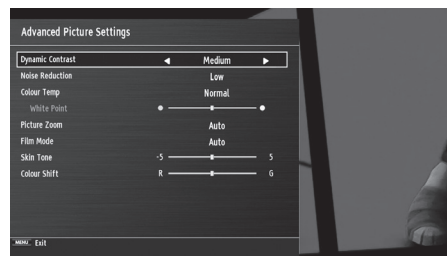 Advanced Picture Settings
Dynamic Contrast Medium
Noise Reduction Low
Colour Temp Normal
White Point
Picture Zoom Auto
Film Mode Auto
Skin Tone -5 5
Colour Shift R G
MENU Exit